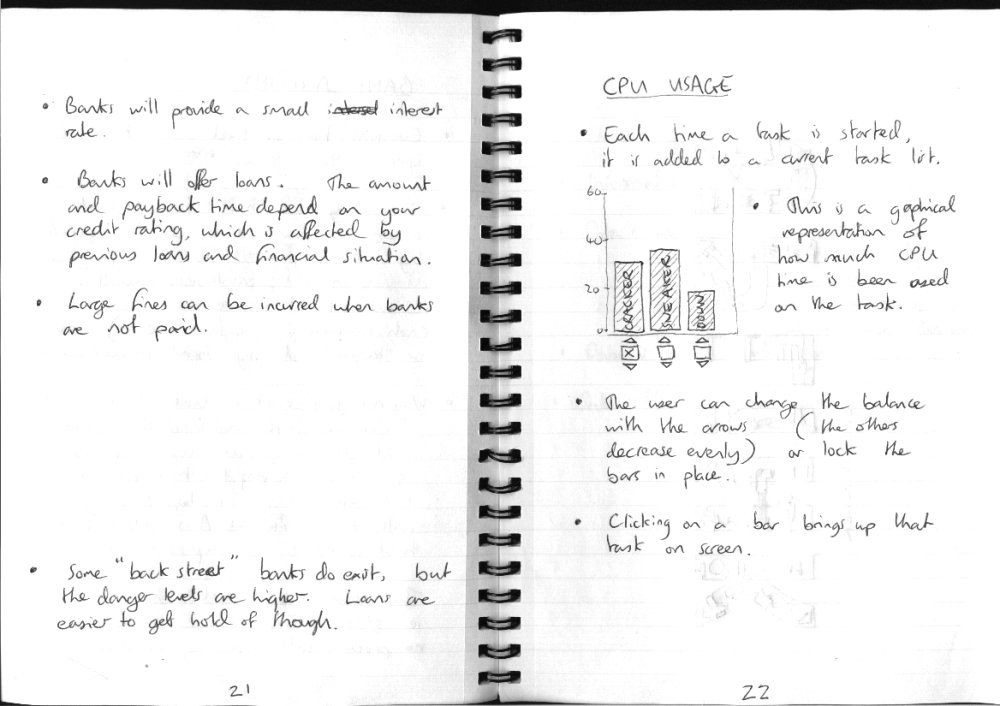 • Banks will provide a small interest
rate.
• Banks will offer loans. The amount
and payback time depend on your
credit rating, which is affected by
previous loans and financial situation.
• Large fines can be incurred when banks
are not paid.
• Some "back street" banks do exist, but
the danger levels are higher. Loans are
easier to get hold of though.
21
CPU USAGE
• Each time a task is started,
it is added to a current task list.
60
40
20
0
CRACKER
SNEAKER
DOWN
• This is a graphical
representation of
how much CPU
time is been used
on the task.
• The user can change the balance
with the arrows (the others
decrease evenly) or lock the
bars in place.
• Clicking on a bar brings up that
task on screen.
22